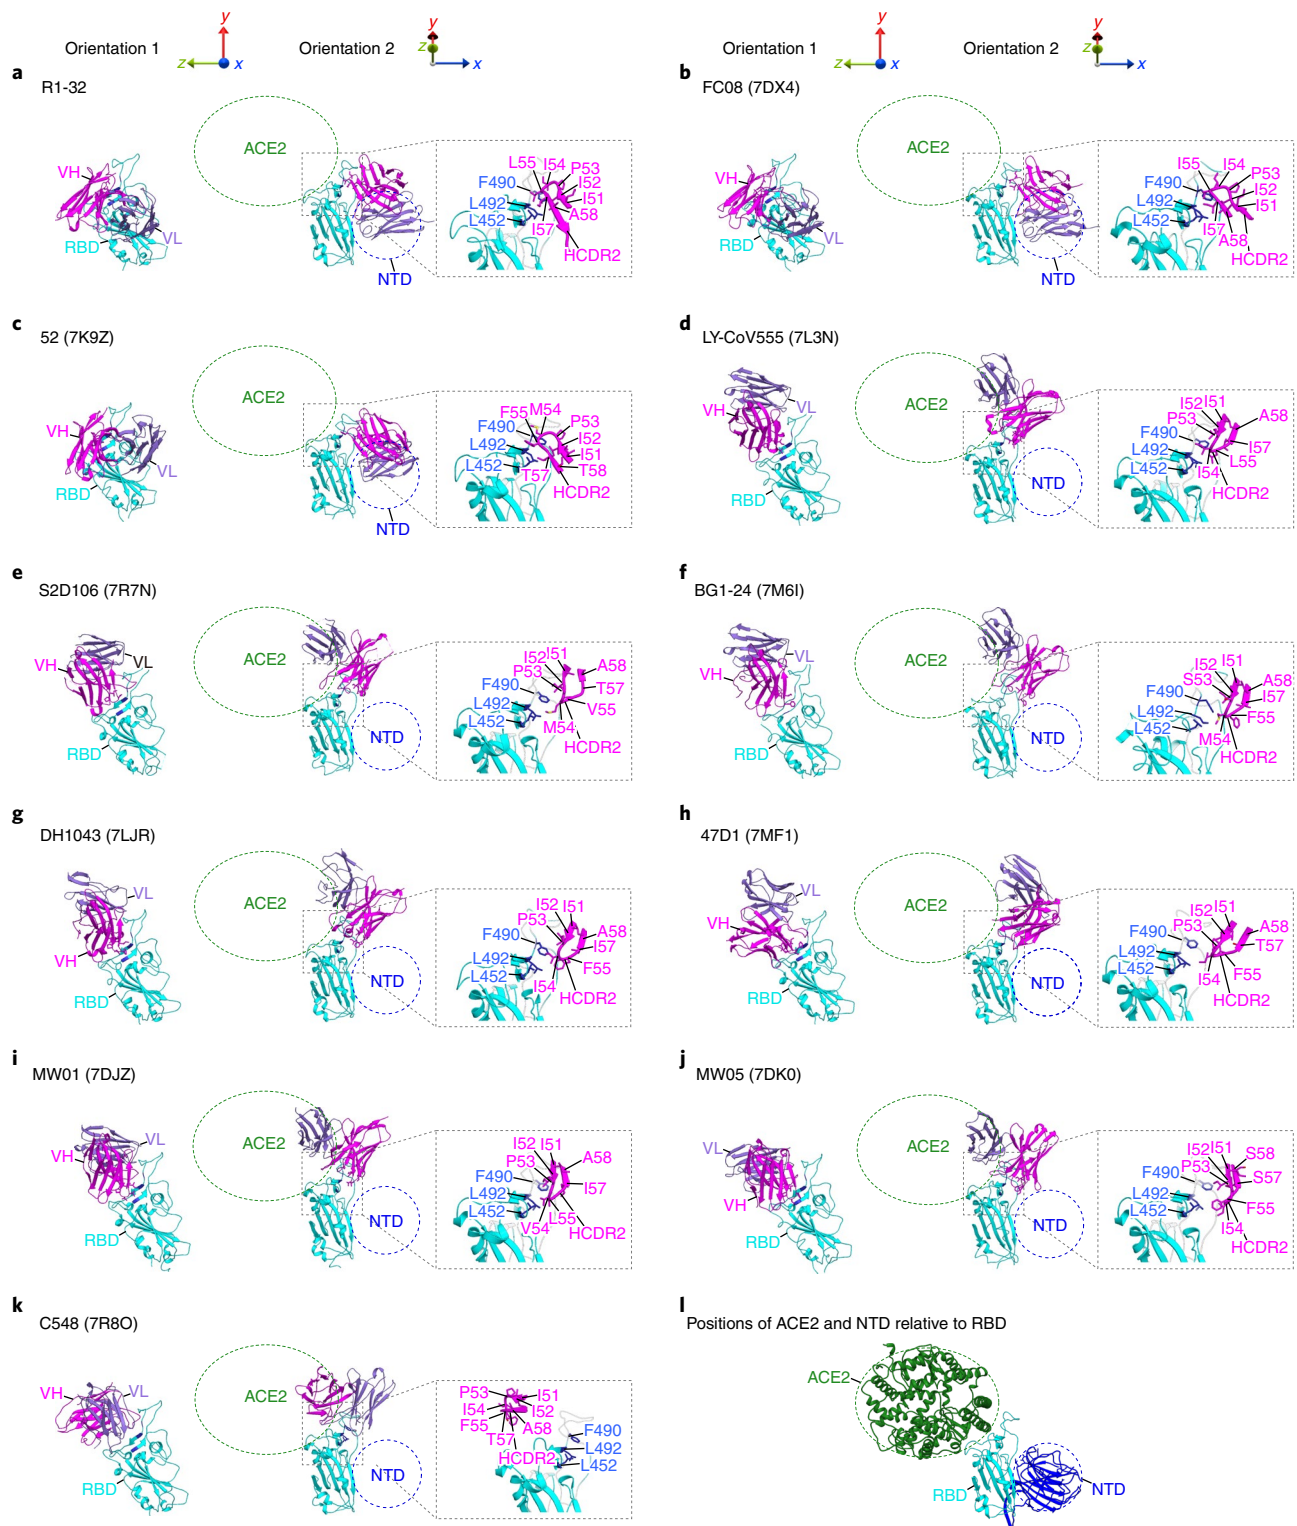 Orientation 1
y
z
x
Orientation 2
y
z
x
Orientation 1
y
z
x
Orientation 2
y
z
x
a
R1-32
VH
RBD
VL
ACE2
NTD
L55
I54
P53
F490
I52
L492
I51
L452
A58
I57
HCDR2
b
FC08 (7DX4)
VH
RBD
VL
ACE2
NTD
I55
I54
P53
F490
I52
L492
I51
L452
I57
A58
HCDR2
c
52 (7K9Z)
VH
VL
RBD
ACE2
NTD
F55
M54
P53
F490
I52
L492
I51
L452
T58
T57
HCDR2
d
LY-CoV555 (7L3N)
VH
VL
RBD
ACE2
NTD
I52
I51
P53
A58
F490
L492
I57
L452
L55
I54
HCDR2
e
S2D106 (7R7N)
VH
VL
RBD
ACE2
NTD
I52
I51
P53
A58
F490
T57
L492
V55
L452
M54
HCDR2
f
BG1-24 (7M6I)
VL
VH
RBD
ACE2
NTD
I52
I51
S53
A58
F490
I57
L492
F55
L452
M54
HCDR2
g
DH1043 (7LJR)
VL
VH
RBD
ACE2
NTD
I52
I51
P53
A58
F490
I57
L492
F55
L452
I54
HCDR2
h
47D1 (7MF1)
VL
VH
RBD
ACE2
NTD
I52
I51
P53
A58
F490
T57
L492
F55
L452
I54
HCDR2
i
MW01 (7DJZ)
VL
VH
RBD
ACE2
NTD
I52
I51
P53
A58
F490
I57
L492
L55
L452
V54
HCDR2
j
MW05 (7DK0)
VL
VH
RBD
ACE2
NTD
I52
I51
S58
P53
S57
F490
L492
F55
L452
I54
HCDR2
k
C548 (7R8O)
VH
VL
RBD
ACE2
NTD
P53
I51
I54
I52
F55
A58
T57
HCDR2
F490
L492
L452
l
Positions of ACE2 and NTD relative to RBD
ACE2
RBD
NTD